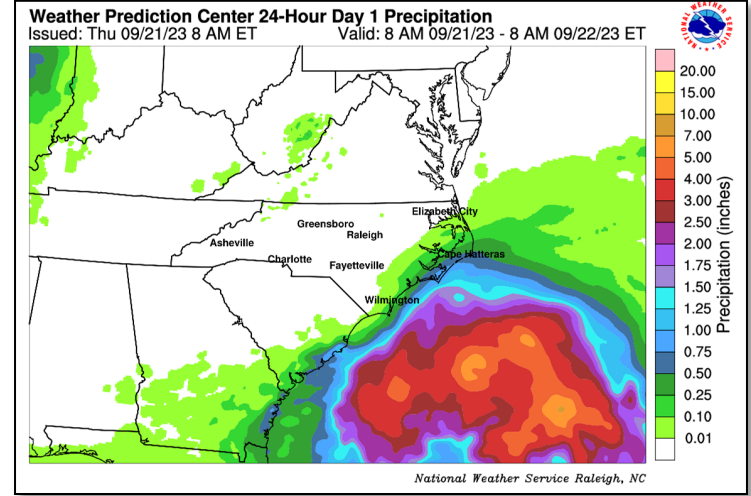 Weather Prediction Center 24-Hour Day 1 Precipitation
Issued: Thu 09/21/23 8 AM ET
Valid: 8 AM 09/21/23 - 8 AM 09/22/23 ET
NATIONAL WEATHER SERVICE
20.00
15.00
10.00
7.00
5.00
4.00
3.00
2.50
2.00
1.75
1.50
1.25
1.00
0.75
0.50
0.25
0.10
0.01
Precipitation (inches)
Elizabeth City
Greensboro
Raleigh
Asheville
Cape Hatteras
Charlotte
Fayetteville
Wilmington
National Weather Service Raleigh, NC